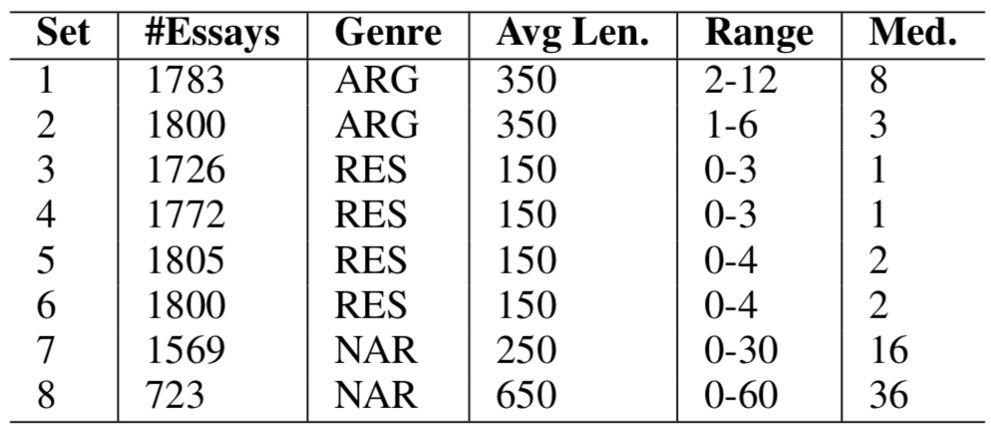 Set #Essays Genre Avg Len. Range Med.
1 1783 ARG 350 2-12 8
2 1800 ARG 350 1-6 3
3 1726 RES 150 0-3 1
4 1772 RES 150 0-3 1
5 1805 RES 150 0-4 2
6 1800 RES 150 0-4 2
7 1569 NAR 250 0-30 16
8 723 NAR 650 0-60 36